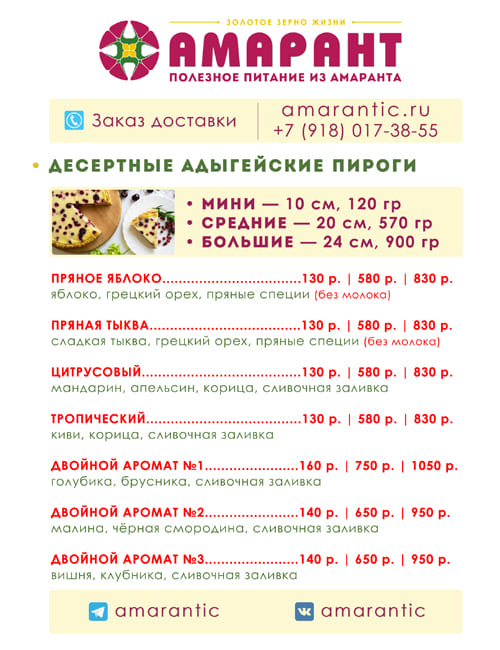 ЗОЛОТОЕ ЗЕРНО ЖИЗНИ
АМАРАНТ
ПОЛЕЗНОЕ ПИТАНИЕ ИЗ АМАРАНТА
Заказ доставки
amarantic.ru
+7 (918) 017-38-55
• ДЕСЕРТНЫЕ АДЫГЕЙСКИЕ ПИРОГИ
• МИНИ — 10 см, 120 гр
• СРЕДНИЕ — 20 см, 570 гр
• БОЛЬШИЕ — 24 см, 900 гр
ПРЯНОЕ ЯБЛОКО..................................130 р. | 580 р. | 830 р.
яблоко, грецкий орех, пряные специи (без молока)
ПРЯНАЯ ТЫКВА.....................................130 р. | 580 р. | 830 р.
сладкая тыква, грецкий орех, пряные специи (без молока)
ЦИТРУСОВЫЙ.......................................130 р. | 580 р. | 830 р.
мандарин, апельсин, корица, сливочная заливка
ТРОПИЧЕСКИЙ......................................130 р. | 580 р. | 830 р.
киви, корица, сливочная заливка
ДВОЙНОЙ АРОМАТ №1.......................160 р. | 750 р. | 1050 р.
голубика, брусника, сливочная заливка
ДВОЙНОЙ АРОМАТ №2......................140 р. | 650 р. | 950 р.
малина, чёрная смородина, сливочная заливка
ДВОЙНОЙ АРОМАТ №3......................140 р. | 650 р. | 950 р.
вишня, клубника, сливочная заливка
amarantic
amarantic